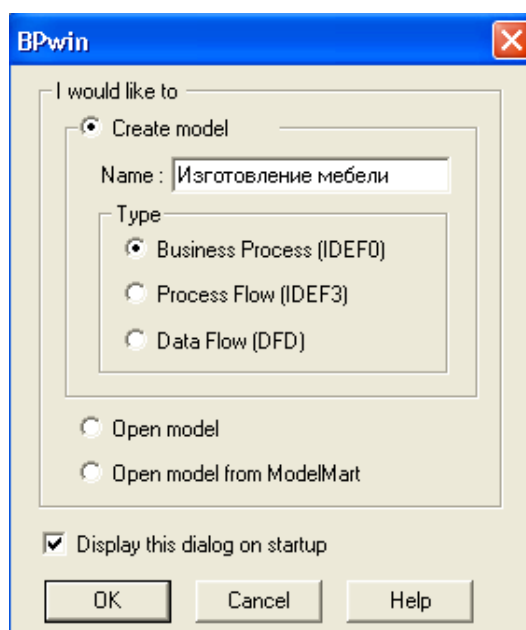 BPwin
I would like to
Create model
Name : Изготовление мебели
Type
Business Process (IDEF0)
Process Flow (IDEF3)
Data Flow (DFD)
Open model
Open model from ModelMart
Display this dialog on startup
OK Cancel Help